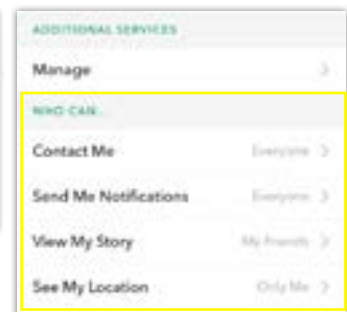 ADDITIONAL SERVICES
Manage
WHO CAN...
Contact Me Everyone
Send Me Notifications Everyone
View My Story My Friends
See My Location Only Me